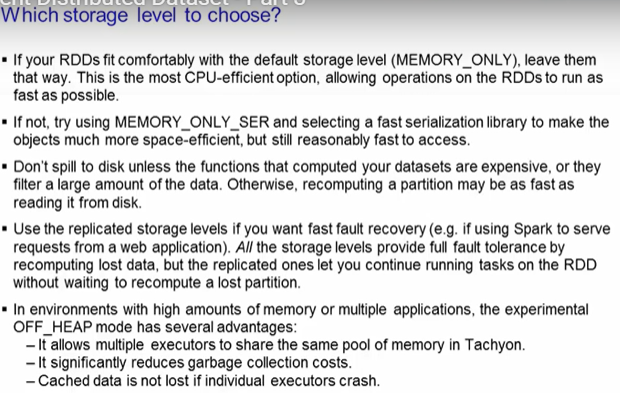 Which storage level to choose?
▪ If your RDDs fit comfortably with the default storage level (MEMORY_ONLY), leave them
that way. This is the most CPU-efficient option, allowing operations on the RDDs to run as
fast as possible.
▪ If not, try using MEMORY_ONLY_SER and selecting a fast serialization library to make the
objects much more space-efficient, but still reasonably fast to access.
▪ Don't spill to disk unless the functions that computed your datasets are expensive, or they
filter a large amount of the data. Otherwise, recomputing a partition may be as fast as
reading it from disk.
▪ Use the replicated storage levels if you want fast fault recovery (e.g. if using Spark to serve
requests from a web application). All the storage levels provide full fault tolerance by
recomputing lost data, but the replicated ones let you continue running tasks on the RDD
without waiting to recompute a lost partition.
▪ In environments with high amounts of memory or multiple applications, the experimental
OFF_HEAP mode has several advantages:
– It allows multiple executors to share the same pool of memory in Tachyon.
– It significantly reduces garbage collection costs.
– Cached data is not lost if individual executors crash.